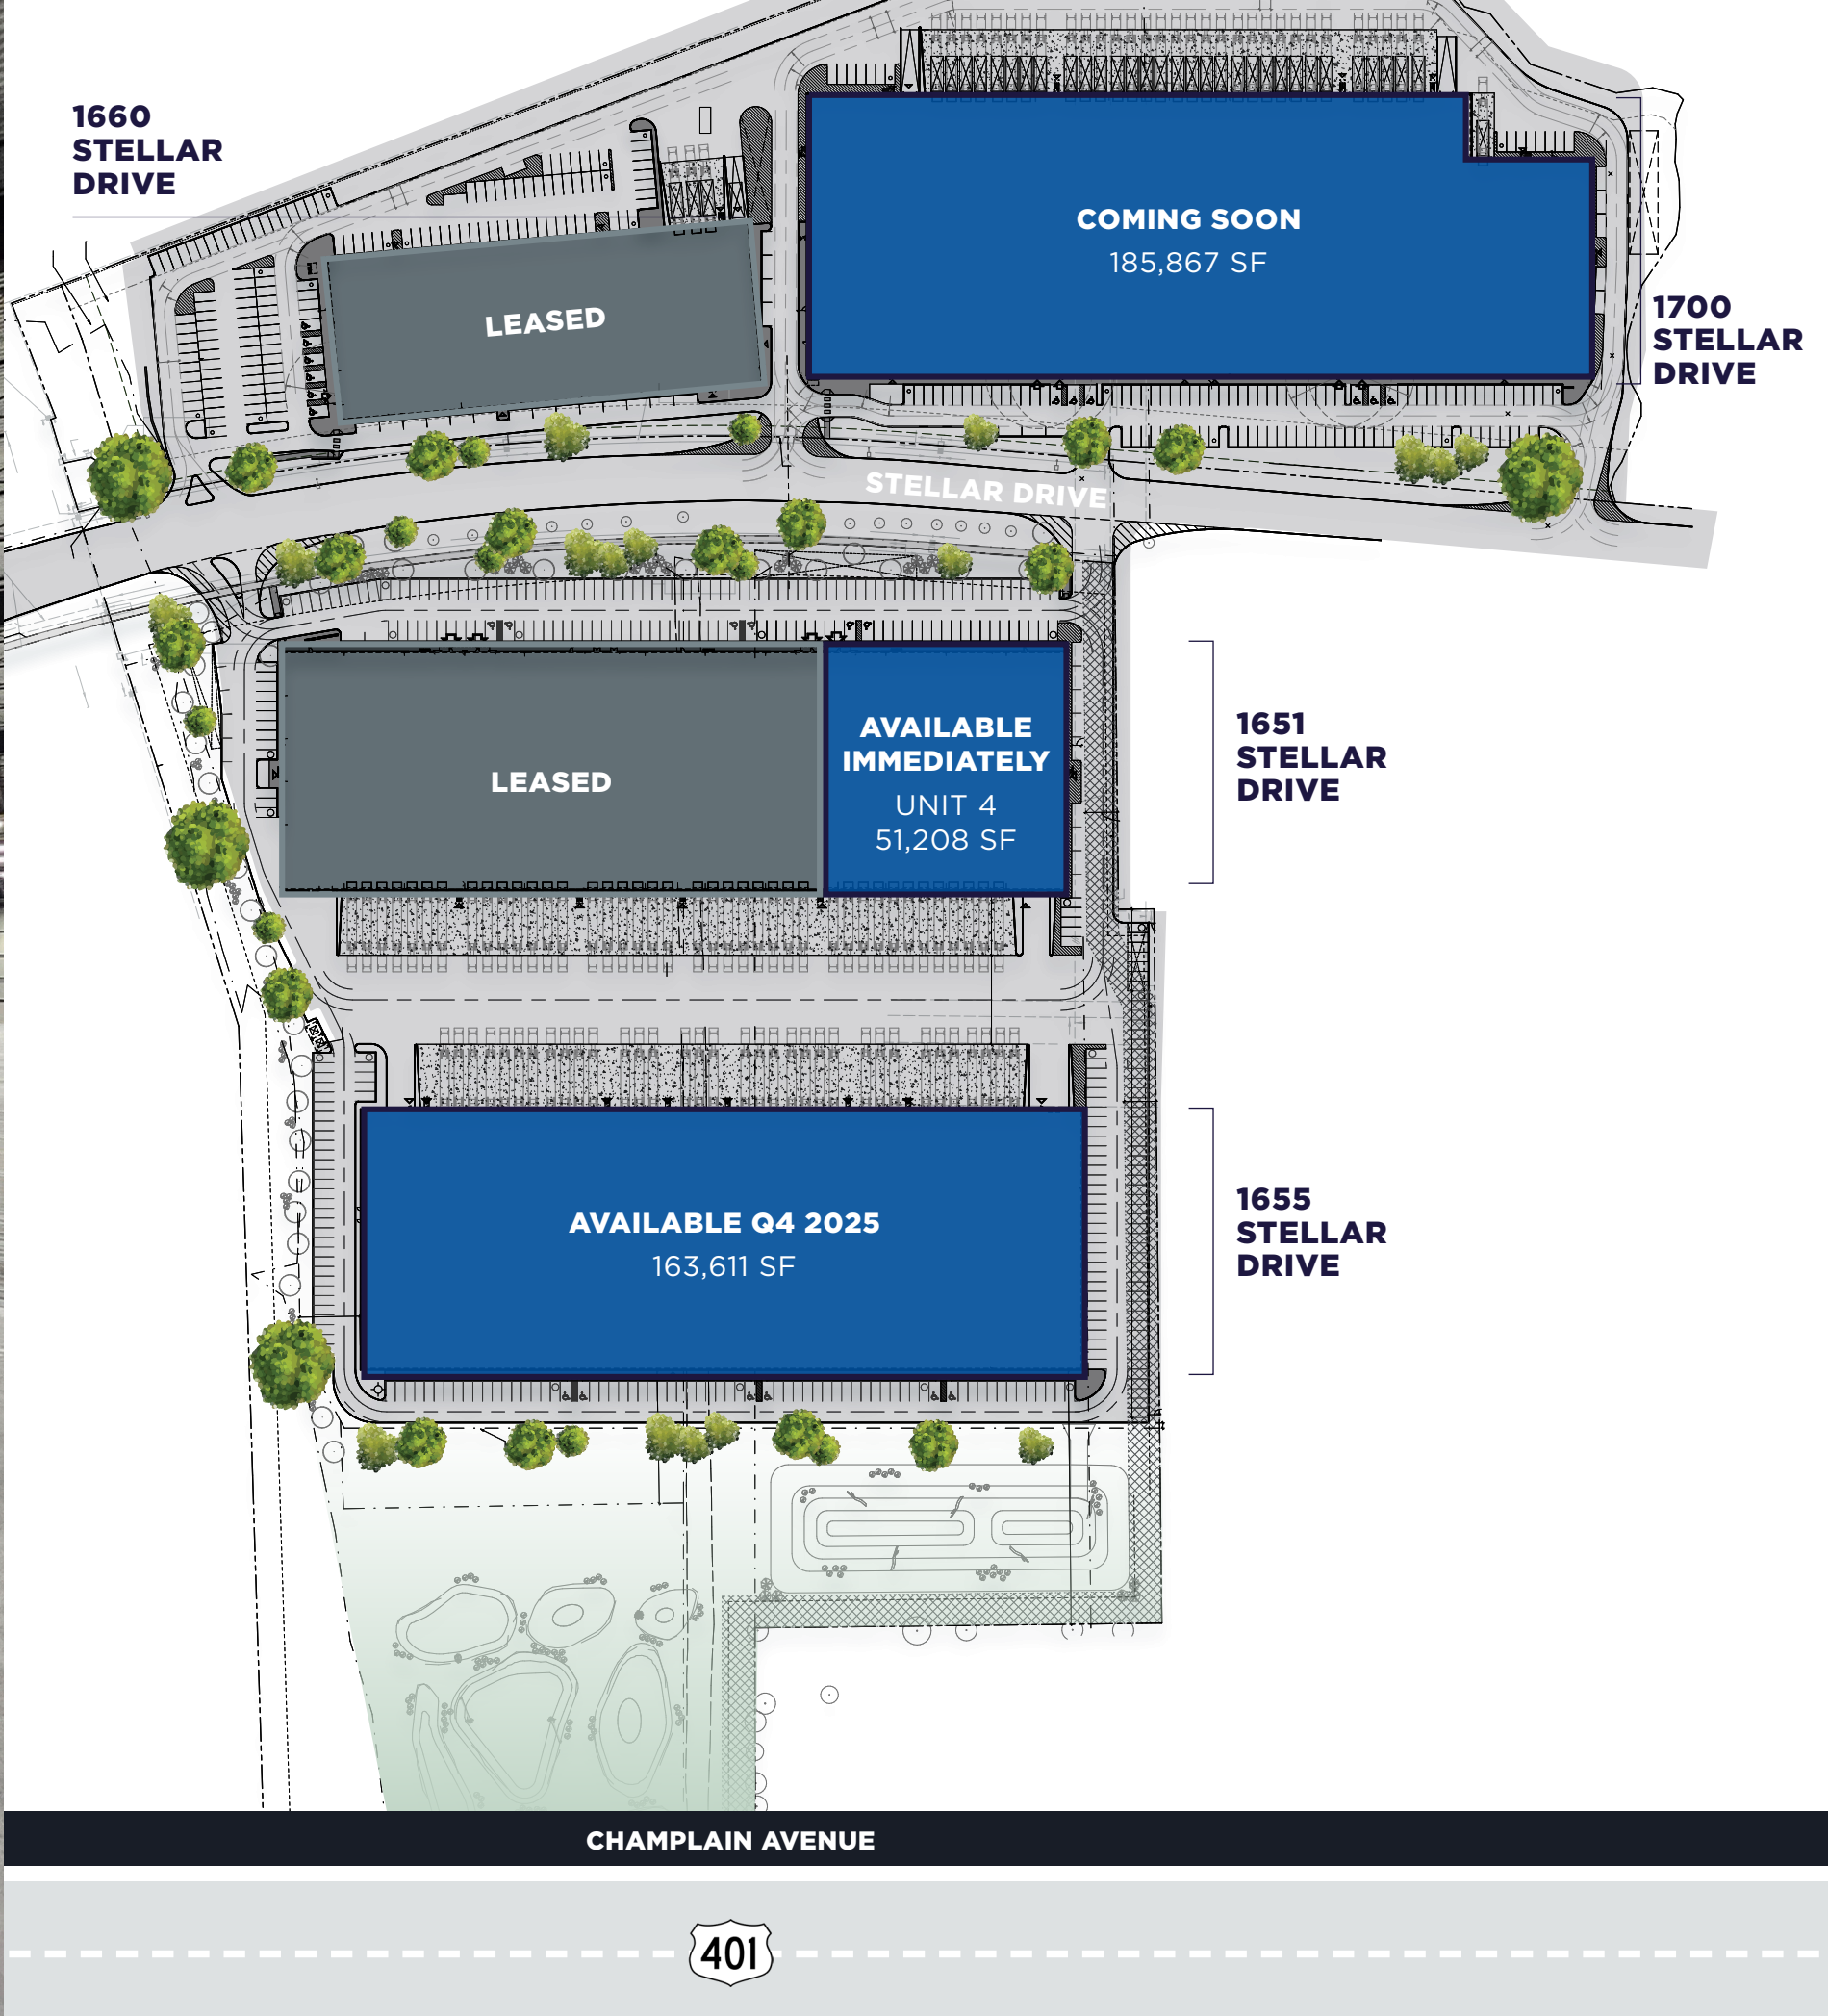 1660
STELLAR
DRIVE
COMING SOON
185,867 SF
LEASED
1700
STELLAR
DRIVE
STELLAR DRIVE
LEASED
AVAILABLE
IMMEDIATELY
UNIT 4
51,208 SF
1651
STELLAR
DRIVE
AVAILABLE Q4 2025
163,611 SF
1655
STELLAR
DRIVE
CHAMPLAIN AVENUE
401